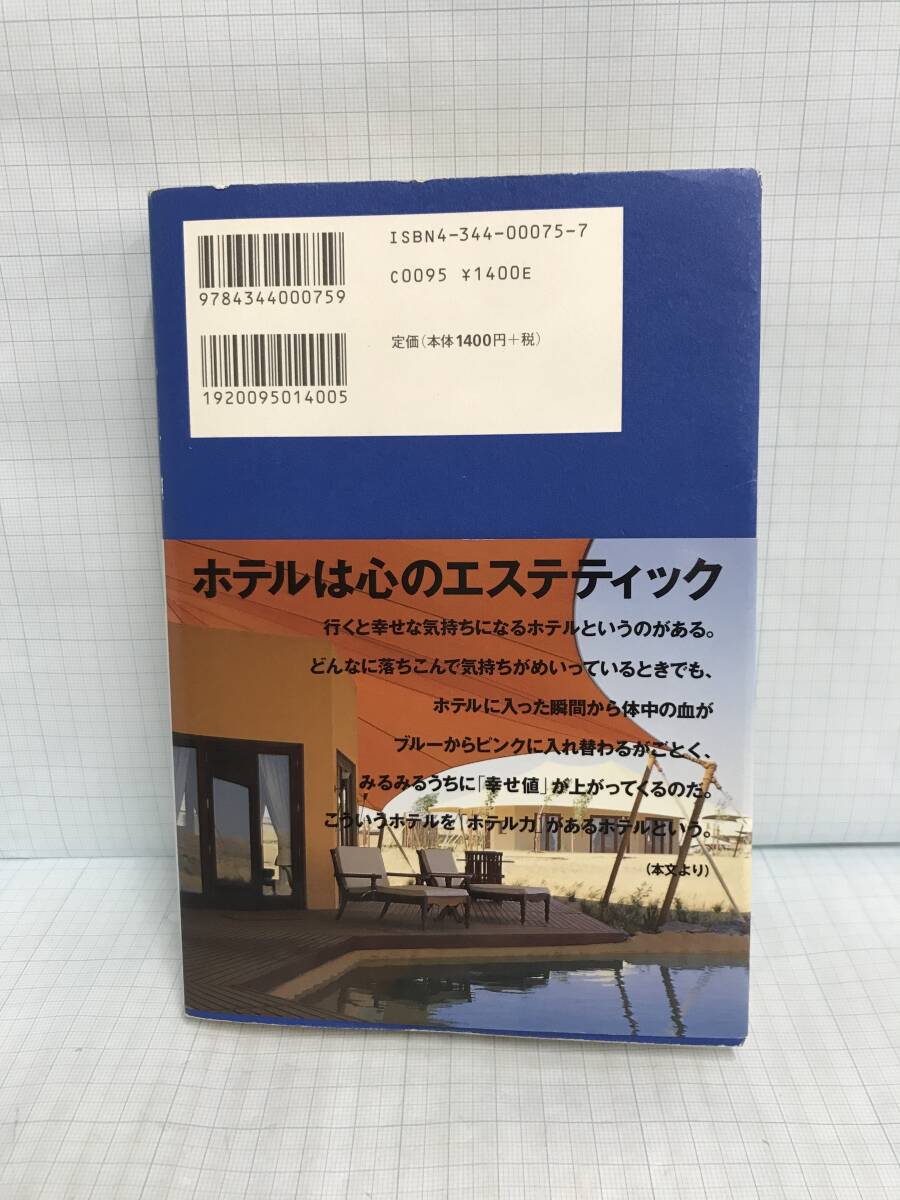 ISBN4-344-00075-7
9784344000759
C0095 ¥1400E
定価(本体1400円+税)
1920095014005
ホテルは心のエステティック
行くと幸せな気持ちになるホテルというのがある。
どんなに落ちこんで気持ちがめいっているときでも、
ホテルに入った瞬間から体中の血が
ブルーからピンクに入れ替わるがごとく、
みるみるうちに「幸せ値」が上がってくるのだ。
こういうホテルを「ホテル力」があるホテルという。
(本文より)